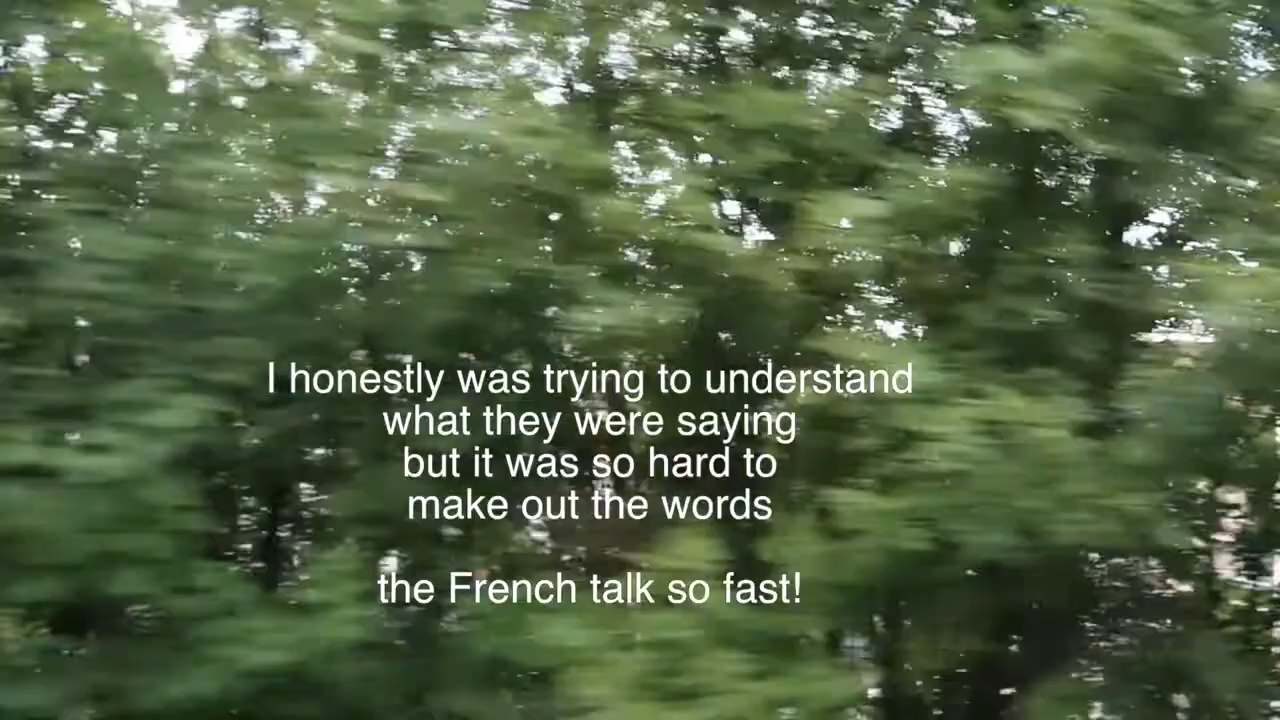 I honestly was trying to understand
what they were saying
but it was so hard to
make out the words
the French talk so fast!